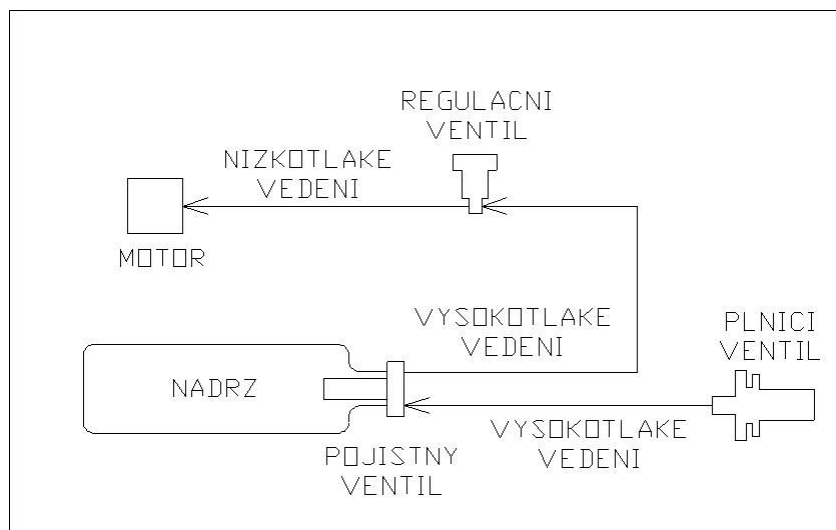 REGULACNI
VENTIL
NIZKOTLAKE
VEDENI
MOTOR
VYSOKOTLAKE
VEDENI
PLNICI
VENTIL
NADRZ
VYSOKOTLAKE
VEDENI
POJISTNY
VENTIL